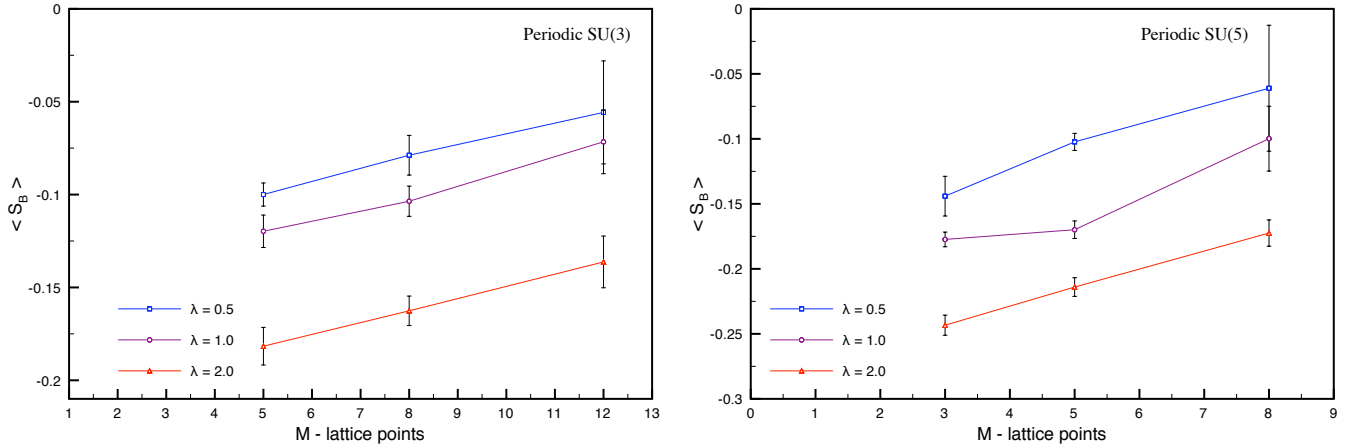 0
-0.05
-0.1
-0.15
-0.2
< S_B >
Periodic SU(3)
λ = 0.5
λ = 1.0
λ = 2.0
1 2 3 4 5 6 7 8 9 10 11 12 13
M - lattice points
0
-0.05
-0.1
-0.15
-0.2
-0.25
-0.3
< S_B >
Periodic SU(5)
λ = 0.5
λ = 1.0
λ = 2.0
0 1 2 3 4 5 6 7 8 9
M - lattice points